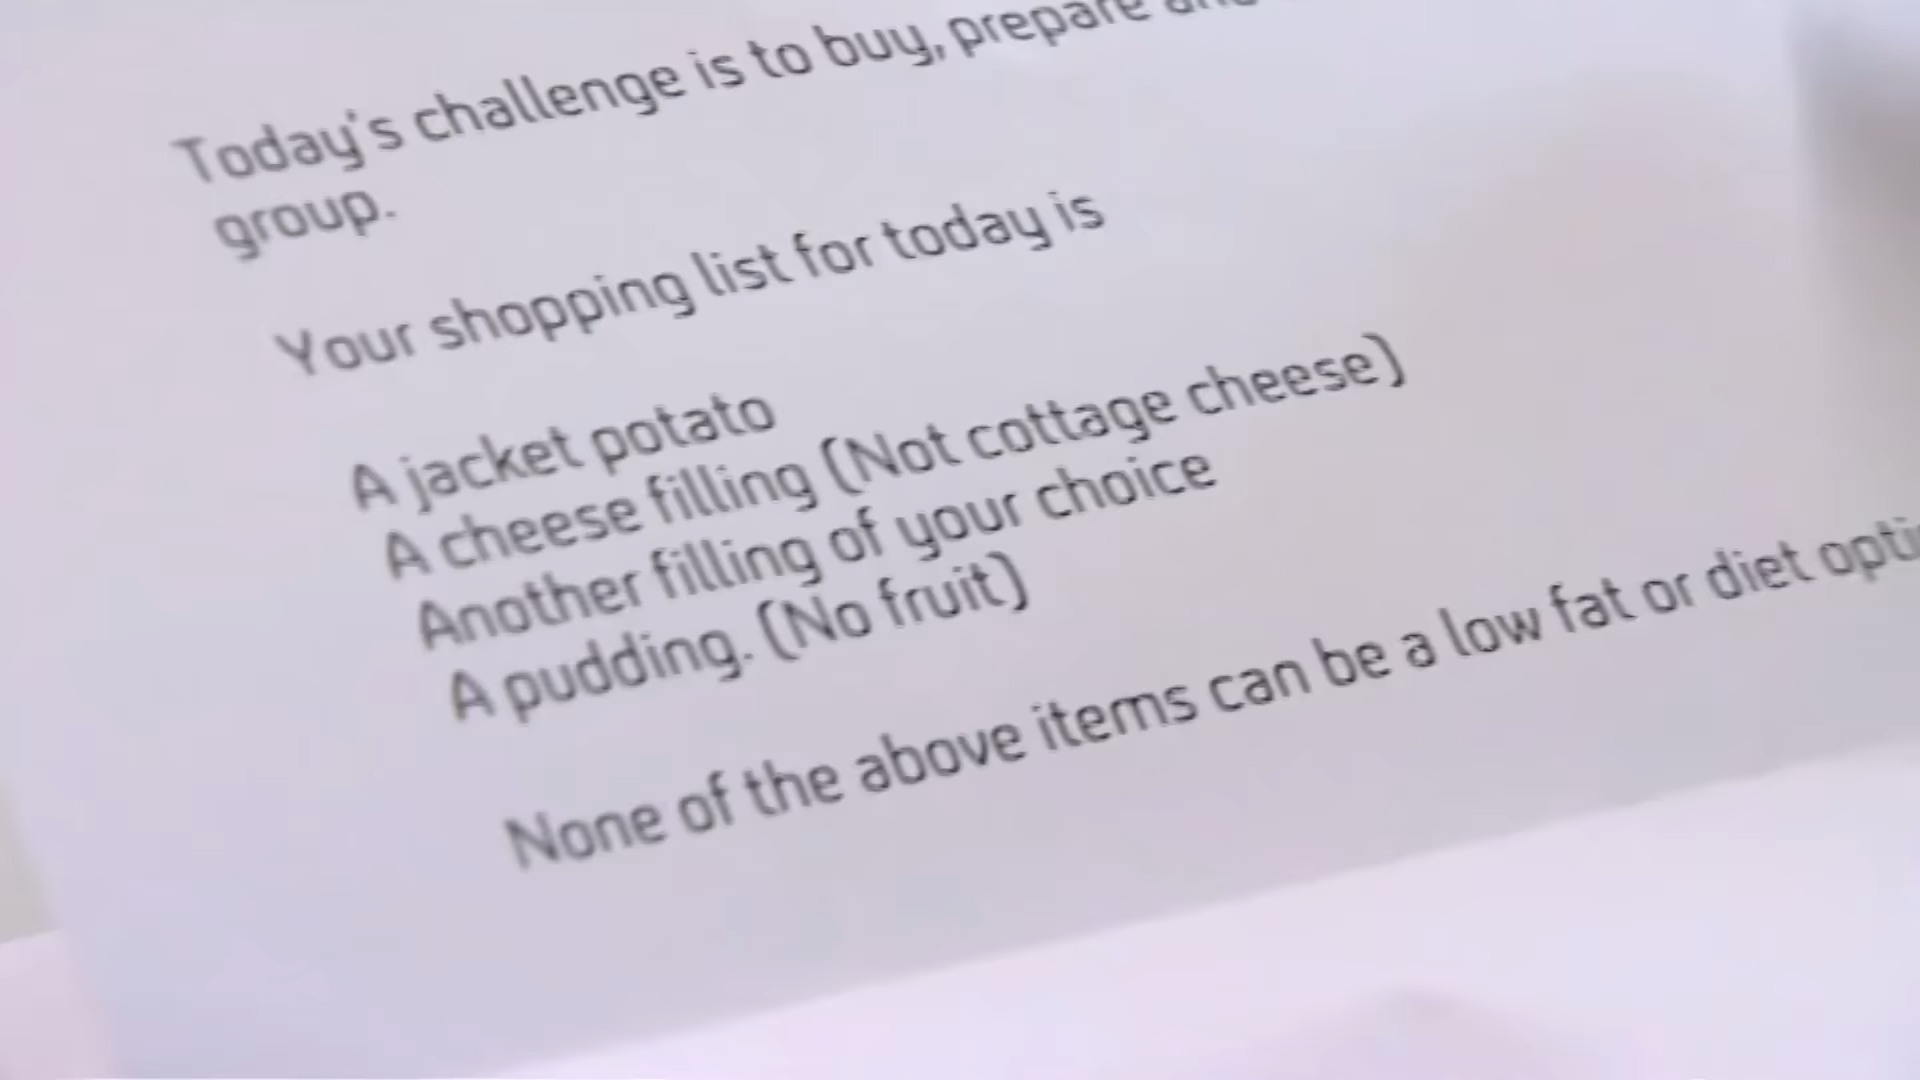 Today's challenge is to buy, prepare and
group.
Your shopping list for today is
A jacket potato
A cheese filling (Not cottage cheese)
Another filling of your choice
A pudding. (No fruit)
None of the above items can be a low fat or diet